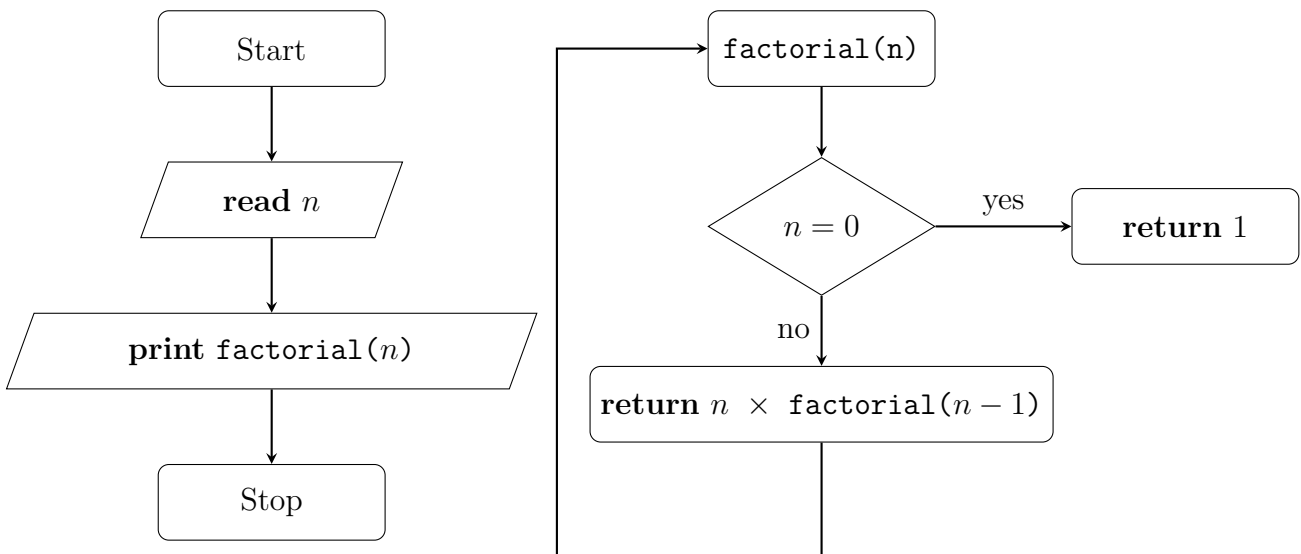 Start
read n
print factorial(n)
Stop
factorial(n)
n = 0
yes
return 1
no
return n × factorial(n − 1)